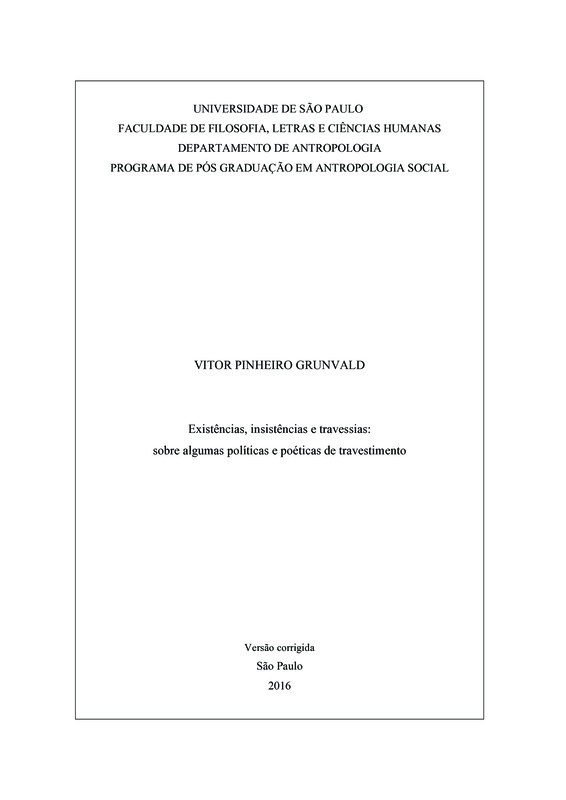 UNIVERSIDADE DE SÃO PAULO
FACULDADE DE FILOSOFIA, LETRAS E CIÊNCIAS HUMANAS
DEPARTAMENTO DE ANTROPOLOGIA
PROGRAMA DE PÓS GRADUAÇÃO EM ANTROPOLOGIA SOCIAL
VITOR PINHEIRO GRUNVALD
Existências, insistências e travessias:
sobre algumas políticas e poéticas de travestimento
Versão corrigida
São Paulo
2016